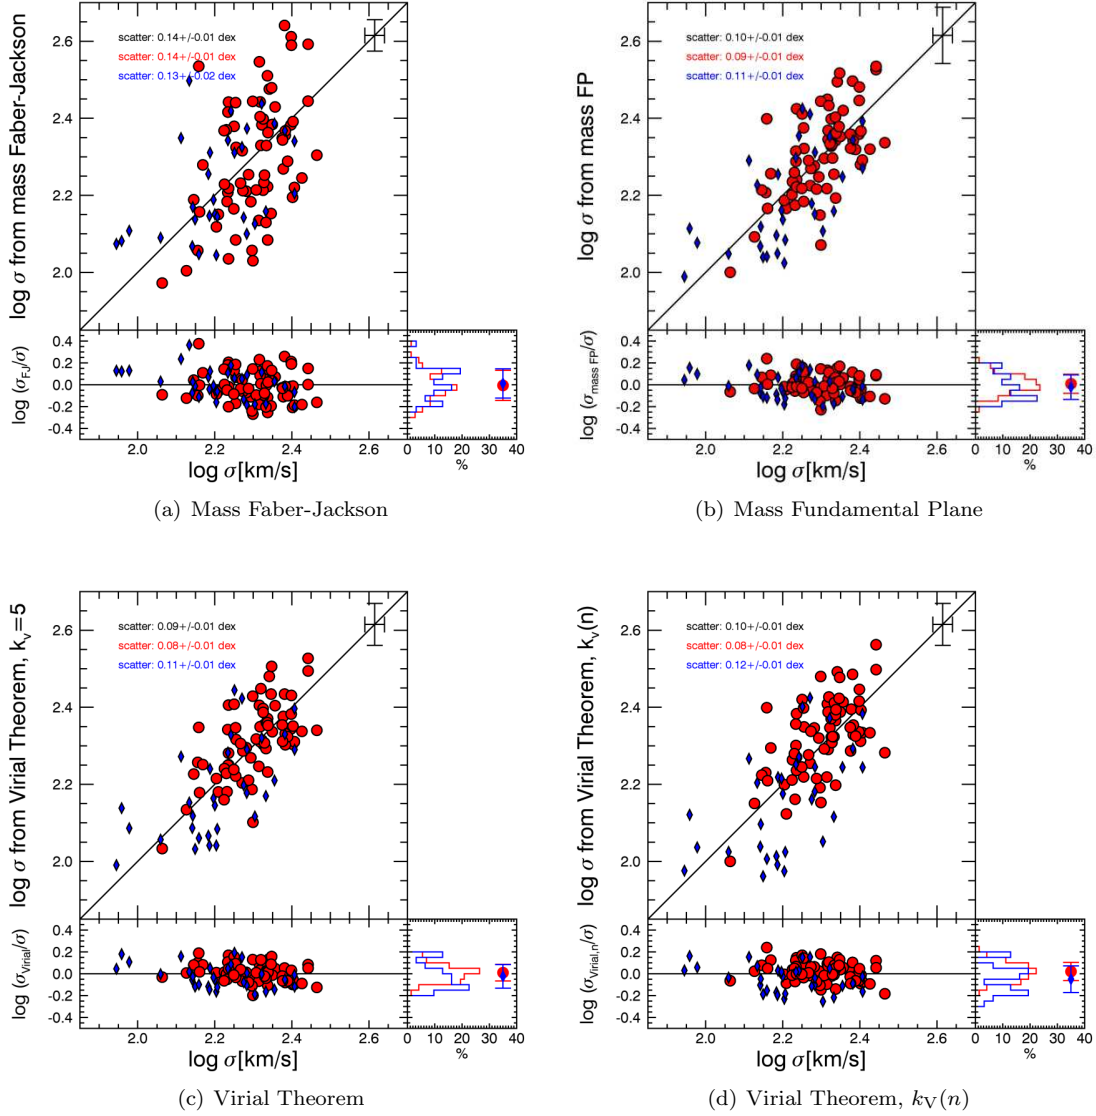 log σ from mass Faber-Jackson
2.6
2.4
2.2
2.0
scatter: 0.14+/-0.01 dex
scatter: 0.14+/-0.01 dex
scatter: 0.13+/-0.02 dex
log (σFJ/σ)
0.4
0.2
0.0
-0.2
-0.4
2.0 2.2 2.4 2.6
0 10 20 30 40
log σ[km/s]
%
(a) Mass Faber-Jackson
log σ from mass FP
2.6
2.4
2.2
2.0
scatter: 0.10+/-0.01 dex
scatter: 0.09+/-0.01 dex
scatter: 0.11+/-0.01 dex
log (σmass FP/σ)
0.4
0.2
0.0
-0.2
-0.4
2.0 2.2 2.4 2.6
0 10 20 30 40
log σ[km/s]
%
(b) Mass Fundamental Plane
log σ from Virial Theorem, kv=5
2.6
2.4
2.2
2.0
scatter: 0.09+/-0.01 dex
scatter: 0.08+/-0.01 dex
scatter: 0.11+/-0.01 dex
log (σVirial/σ)
0.4
0.2
0.0
-0.2
-0.4
2.0 2.2 2.4 2.6
0 10 20 30 40
log σ[km/s]
%
(c) Virial Theorem
log σ from Virial Theorem, kv(n)
2.6
2.4
2.2
2.0
scatter: 0.10+/-0.01 dex
scatter: 0.08+/-0.01 dex
scatter: 0.12+/-0.01 dex
log (σVirial,n/σ)
0.4
0.2
0.0
-0.2
-0.4
2.0 2.2 2.4 2.6
0 10 20 30 40
log σ[km/s]
%
(d) Virial Theorem, kV(n)